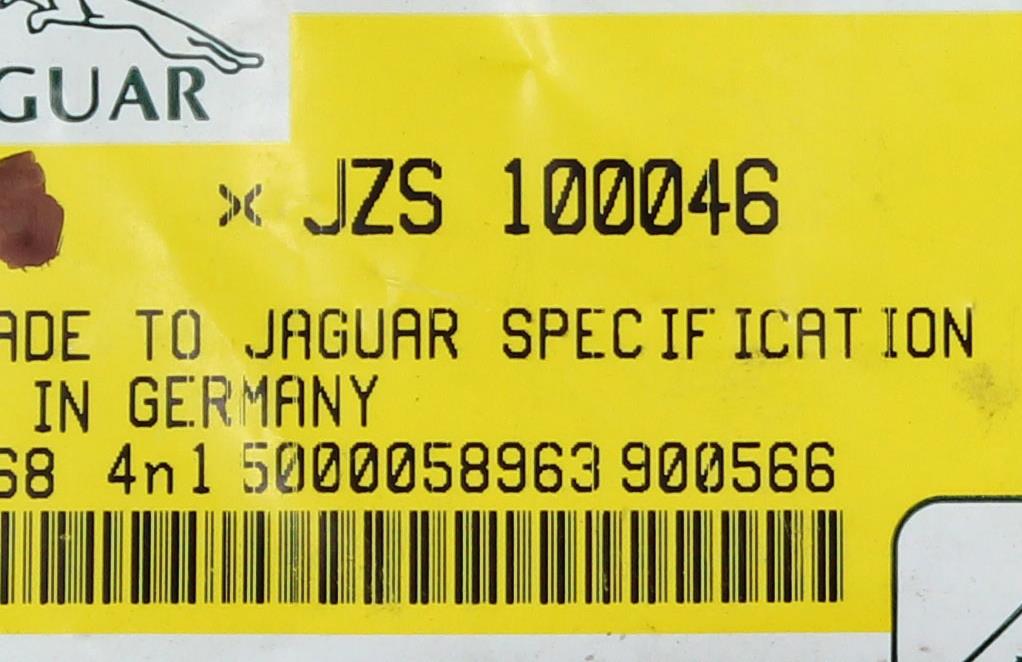 GUAR
JZS 100046
ADE TO JAGUAR SPECIFICATION
IN GERMANY
68 4n1 5000058963 900566